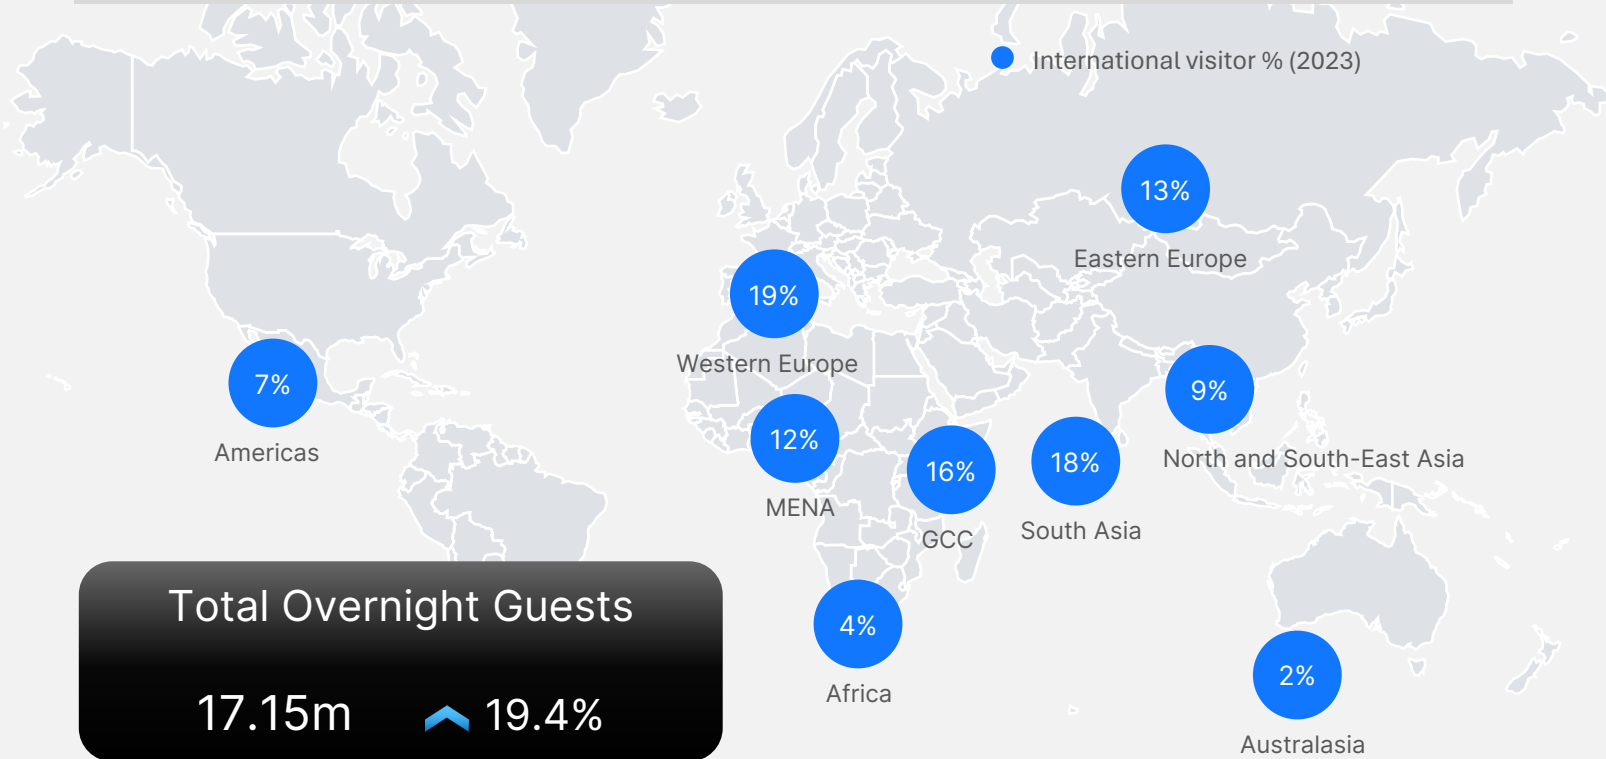 International visitor % (2023)
13%
Eastern Europe
19%
Western Europe
7%
Americas
9%
North and South-East Asia
12%
MENA
16%
GCC
18%
South Asia
4%
Africa
2%
Australasia
Total Overnight Guests
17.15m 19.4%